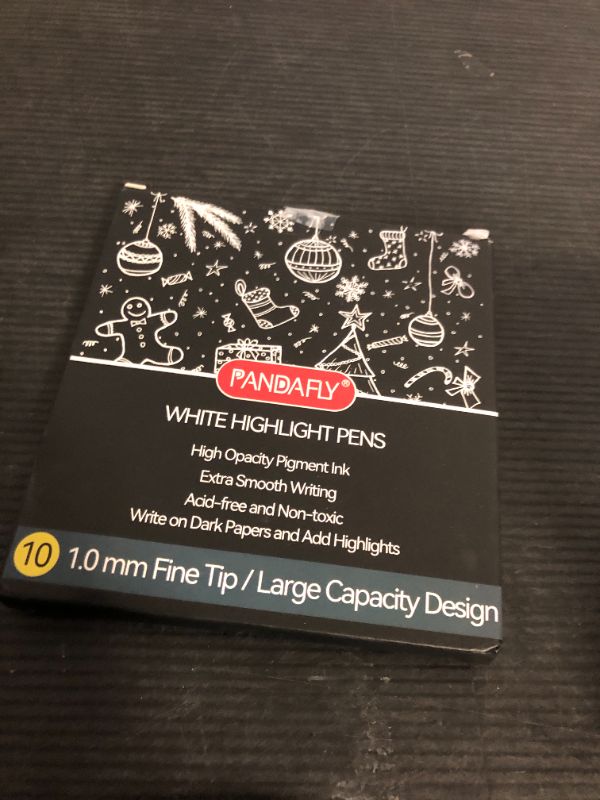 PANDAFLY®
WHITE HIGHLIGHT PENS
High Opacity Pigment Ink
Extra Smooth Writing
Acid-free and Non-toxic
Write on Dark Papers and Add Highlights
10 1.0 mm Fine Tip / Large Capacity Design